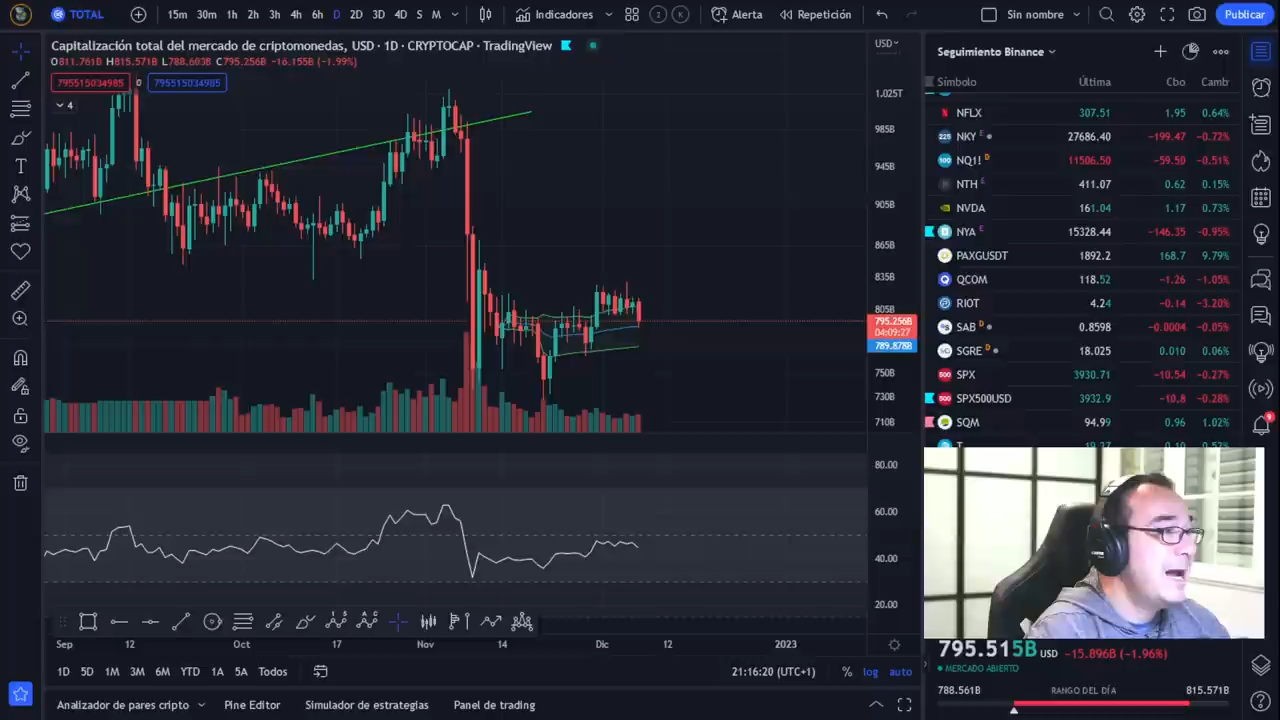 TOTAL
15m 30m 1h 2h 3h 4h 6h D 2D 3D 4D S M
Indicadores
Alerta
Repetición
Sin nombre
Publicar
Capitalización total del mercado de criptomonedas, USD · 1D · CRYPTOCAP · TradingView
O811.761B H815.571B L788.603B C795.256B −16.155B (−1.99%)
795515034985 0 795515034985
4
USD
1.025T
985B
945B
905B
865B
835B
805B
795.256B
04:09:27
789.878B
750B
730B
710B
80.00
60.00
40.00
20.00
Sep 12 Oct 17 Nov 14 Dic 12 2023
1D 5D 1M 3M 6M YTD 1A 5A Todos
21:16:20 (UTC+1) % log auto
Analizador de pares cripto Pine Editor Simulador de estrategias Panel de trading
Seguimiento Binance
Símbolo Última Cbo Camb
NFLX 307.51 1.95 0.64%
NKY E 27686.40 −199.47 −0.72%
NQ1! D 11506.50 −59.50 −0.51%
NTH E 411.07 0.62 0.15%
NVDA 161.04 1.17 0.73%
NYA E 15328.44 −146.35 −0.95%
PAXGUSDT 1892.2 168.7 9.79%
QCOM 118.52 −1.26 −1.05%
RIOT 4.24 −0.14 −3.20%
SAB D 0.8598 −0.0004 −0.05%
SGRE D 18.025 0.010 0.06%
SPX 3930.71 −10.54 −0.27%
SPX500USD 3932.9 −10.8 −0.28%
SQM 94.99 0.96 1.02%
T 19.27 0.10 0.52%
795.515B USD −15.896B (−1.96%)
MERCADO ABIERTO
788.561B RANGO DEL DÍA 815.571B